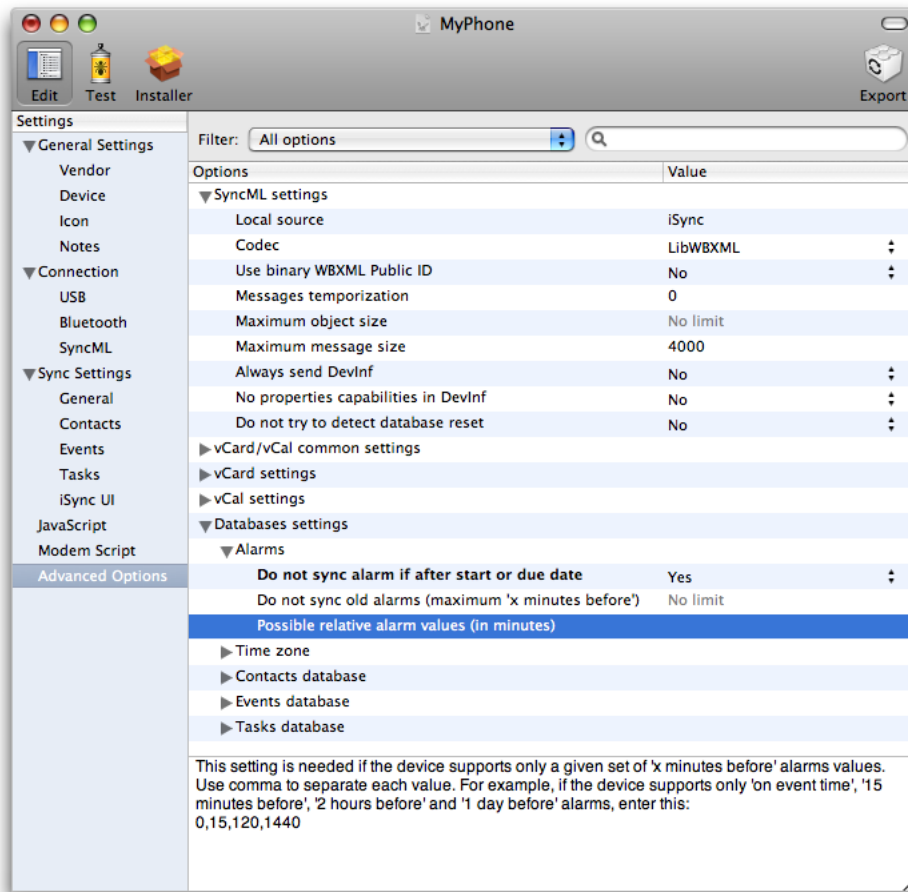 MyPhone
Edit Test Installer Export
Settings
General Settings
Vendor
Device
Icon
Notes
Connection
USB
Bluetooth
SyncML
Sync Settings
General
Contacts
Events
Tasks
iSync UI
JavaScript
Modem Script
Advanced Options
Filter: All options
Options Value
SyncML settings
Local source iSync
Codec LibWBXML
Use binary WBXML Public ID No
Messages temporization 0
Maximum object size No limit
Maximum message size 4000
Always send DevInf No
No properties capabilities in DevInf No
Do not try to detect database reset No
vCard/vCal common settings
vCard settings
vCal settings
Databases settings
Alarms
Do not sync alarm if after start or due date Yes
Do not sync old alarms (maximum 'x minutes before') No limit
Possible relative alarm values (in minutes)
Time zone
Contacts database
Events database
Tasks database
This setting is needed if the device supports only a given set of 'x minutes before' alarms values.
Use comma to separate each value. For example, if the device supports only 'on event time', '15
minutes before', '2 hours before' and '1 day before' alarms, enter this:
0,15,120,1440